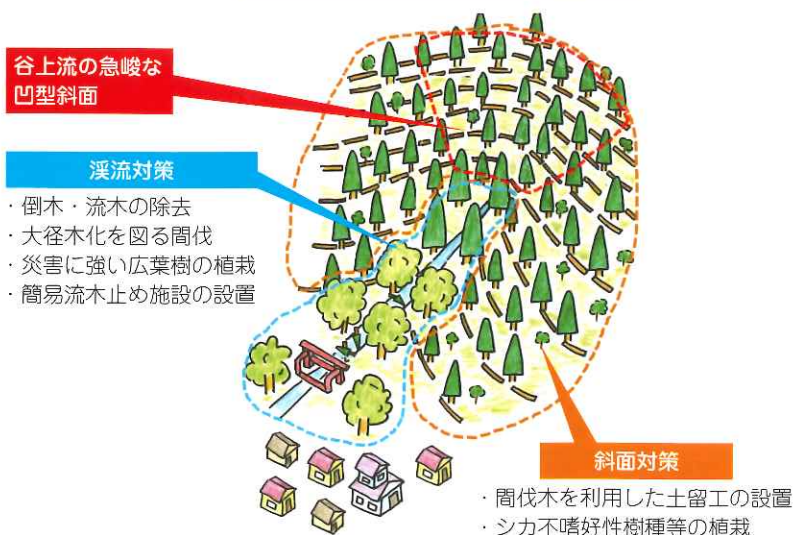 谷上流の急峻な
凹型斜面
渓流対策
・倒木・流木の除去
・大径木化を図る間伐
・災害に強い広葉樹の植栽
・簡易流木止め施設の設置
斜面対策
・間伐木を利用した土留工の設置
・シカ不嗜好性樹種等の植栽